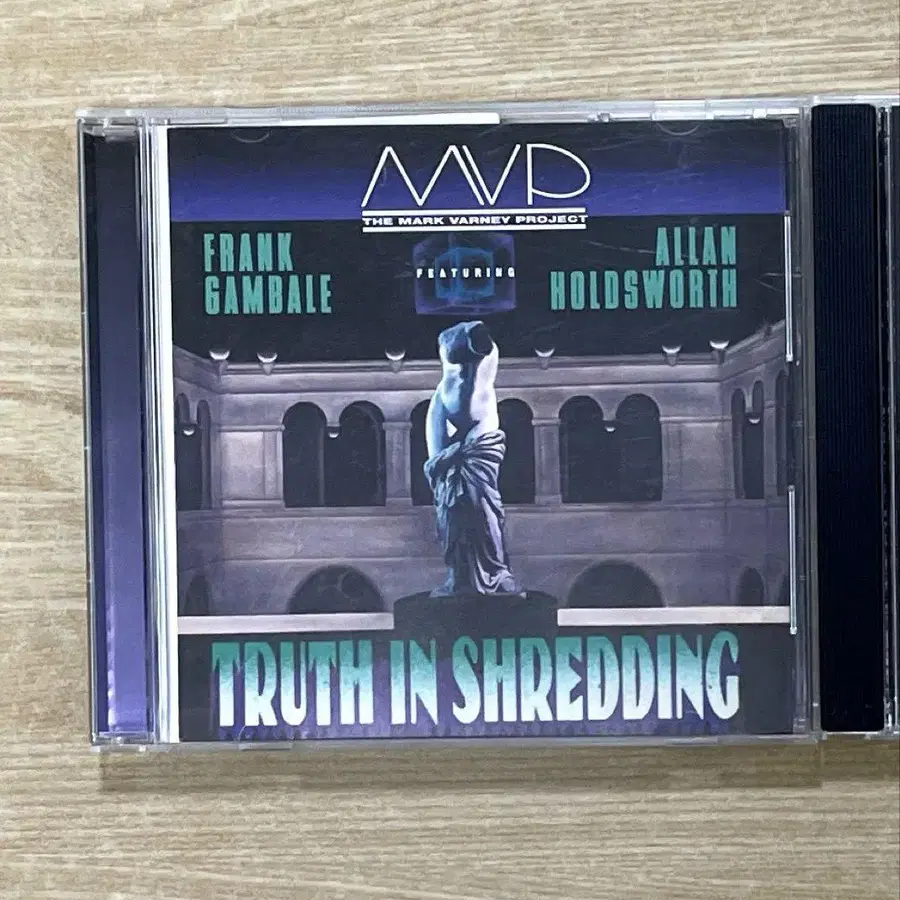 MVP
THE MARK VARNEY PROJECT
FRANK
GAMBALE
FEATURING
ALLAN
HOLDSWORTH
TRUTH IN SHREDDING